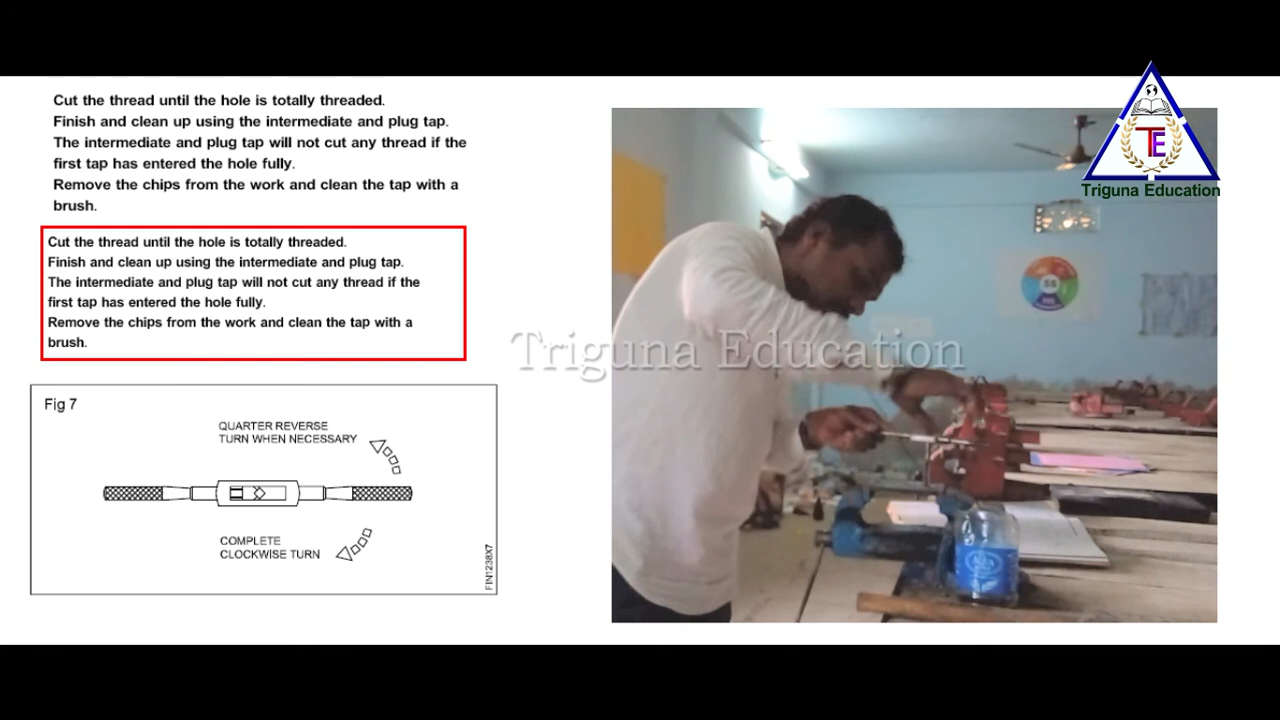 Cut the thread until the hole is totally threaded.
Finish and clean up using the intermediate and plug tap.
The intermediate and plug tap will not cut any thread if the
first tap has entered the hole fully.
Remove the chips from the work and clean the tap with a
brush.
Cut the thread until the hole is totally threaded.
Finish and clean up using the intermediate and plug tap.
The intermediate and plug tap will not cut any thread if the
first tap has entered the hole fully.
Remove the chips from the work and clean the tap with a
brush.
Fig 7
QUARTER REVERSE
TURN WHEN NECESSARY
COMPLETE
CLOCKWISE TURN
FIN1238X7
TE
Triguna Education
Triguna Education
5S